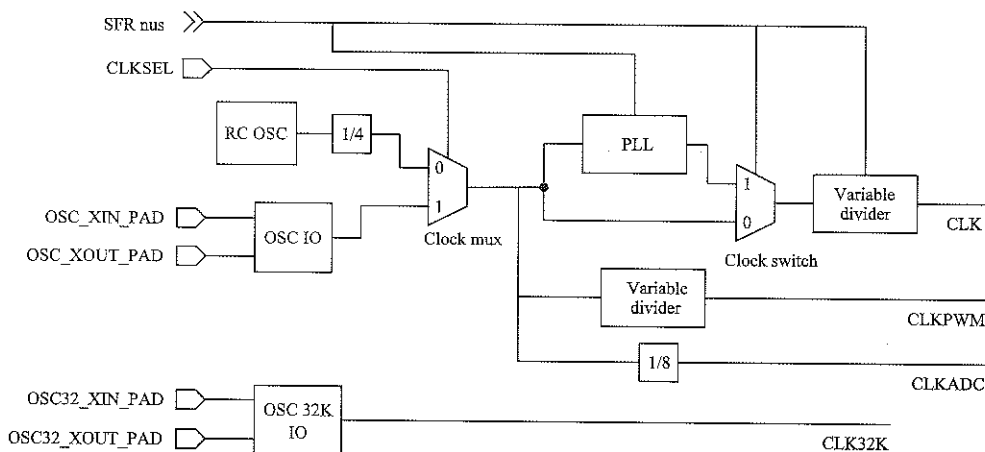 SFR nus
CLKSEL
RC OSC
1/4
PLL
0
1
1
0
Variable
divider
CLK
OSC_XIN_PAD
OSC IO
OSC_XOUT_PAD
Clock mux
Clock switch
Variable
divider
CLKPWM
1/8
CLKADC
OSC32_XIN_PAD
OSC 32K
IO
OSC32_XOUT_PAD
CLK32K